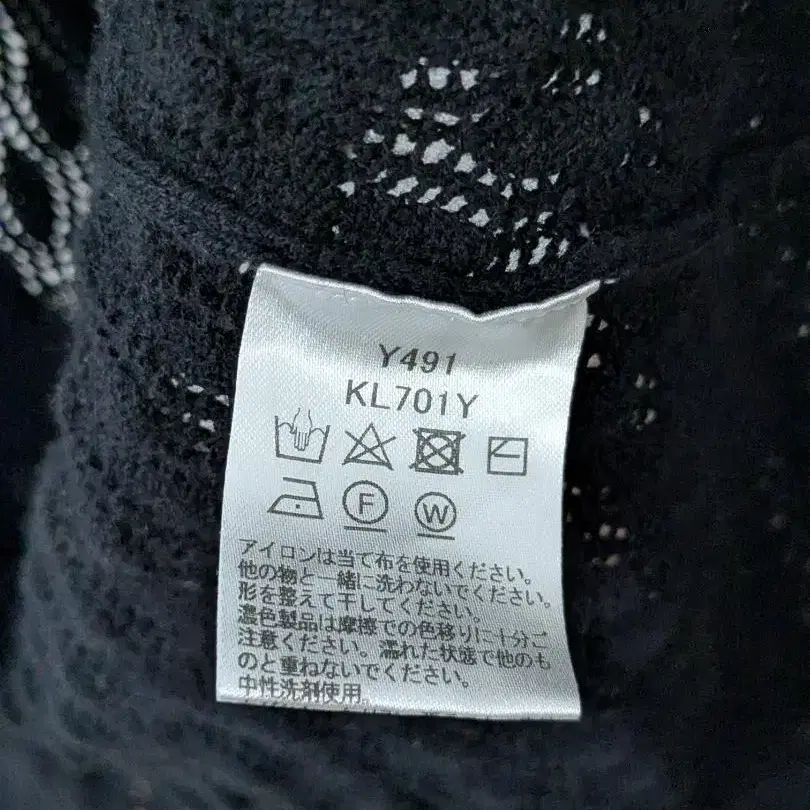 Y491
KL701Y
F W
アイロンは当て布を使用ください。
他の物と一緒に洗わないでください。
形を整えて干してください。
濃色製品は摩擦での色移りに十分ご
注意ください。濡れた状態で他のも
のと重ねないでください。
中性洗剤使用。